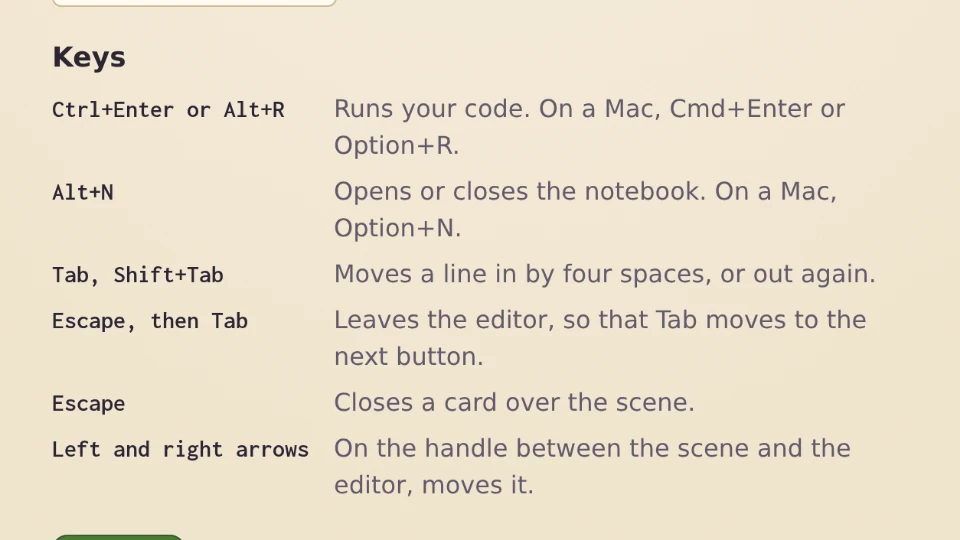 Keys
Ctrl+Enter or Alt+R Runs your code. On a Mac, Cmd+Enter or
Option+R.
Alt+N Opens or closes the notebook. On a Mac,
Option+N.
Tab, Shift+Tab Moves a line in by four spaces, or out again.
Escape, then Tab Leaves the editor, so that Tab moves to the
next button.
Escape Closes a card over the scene.
Left and right arrows On the handle between the scene and the
editor, moves it.